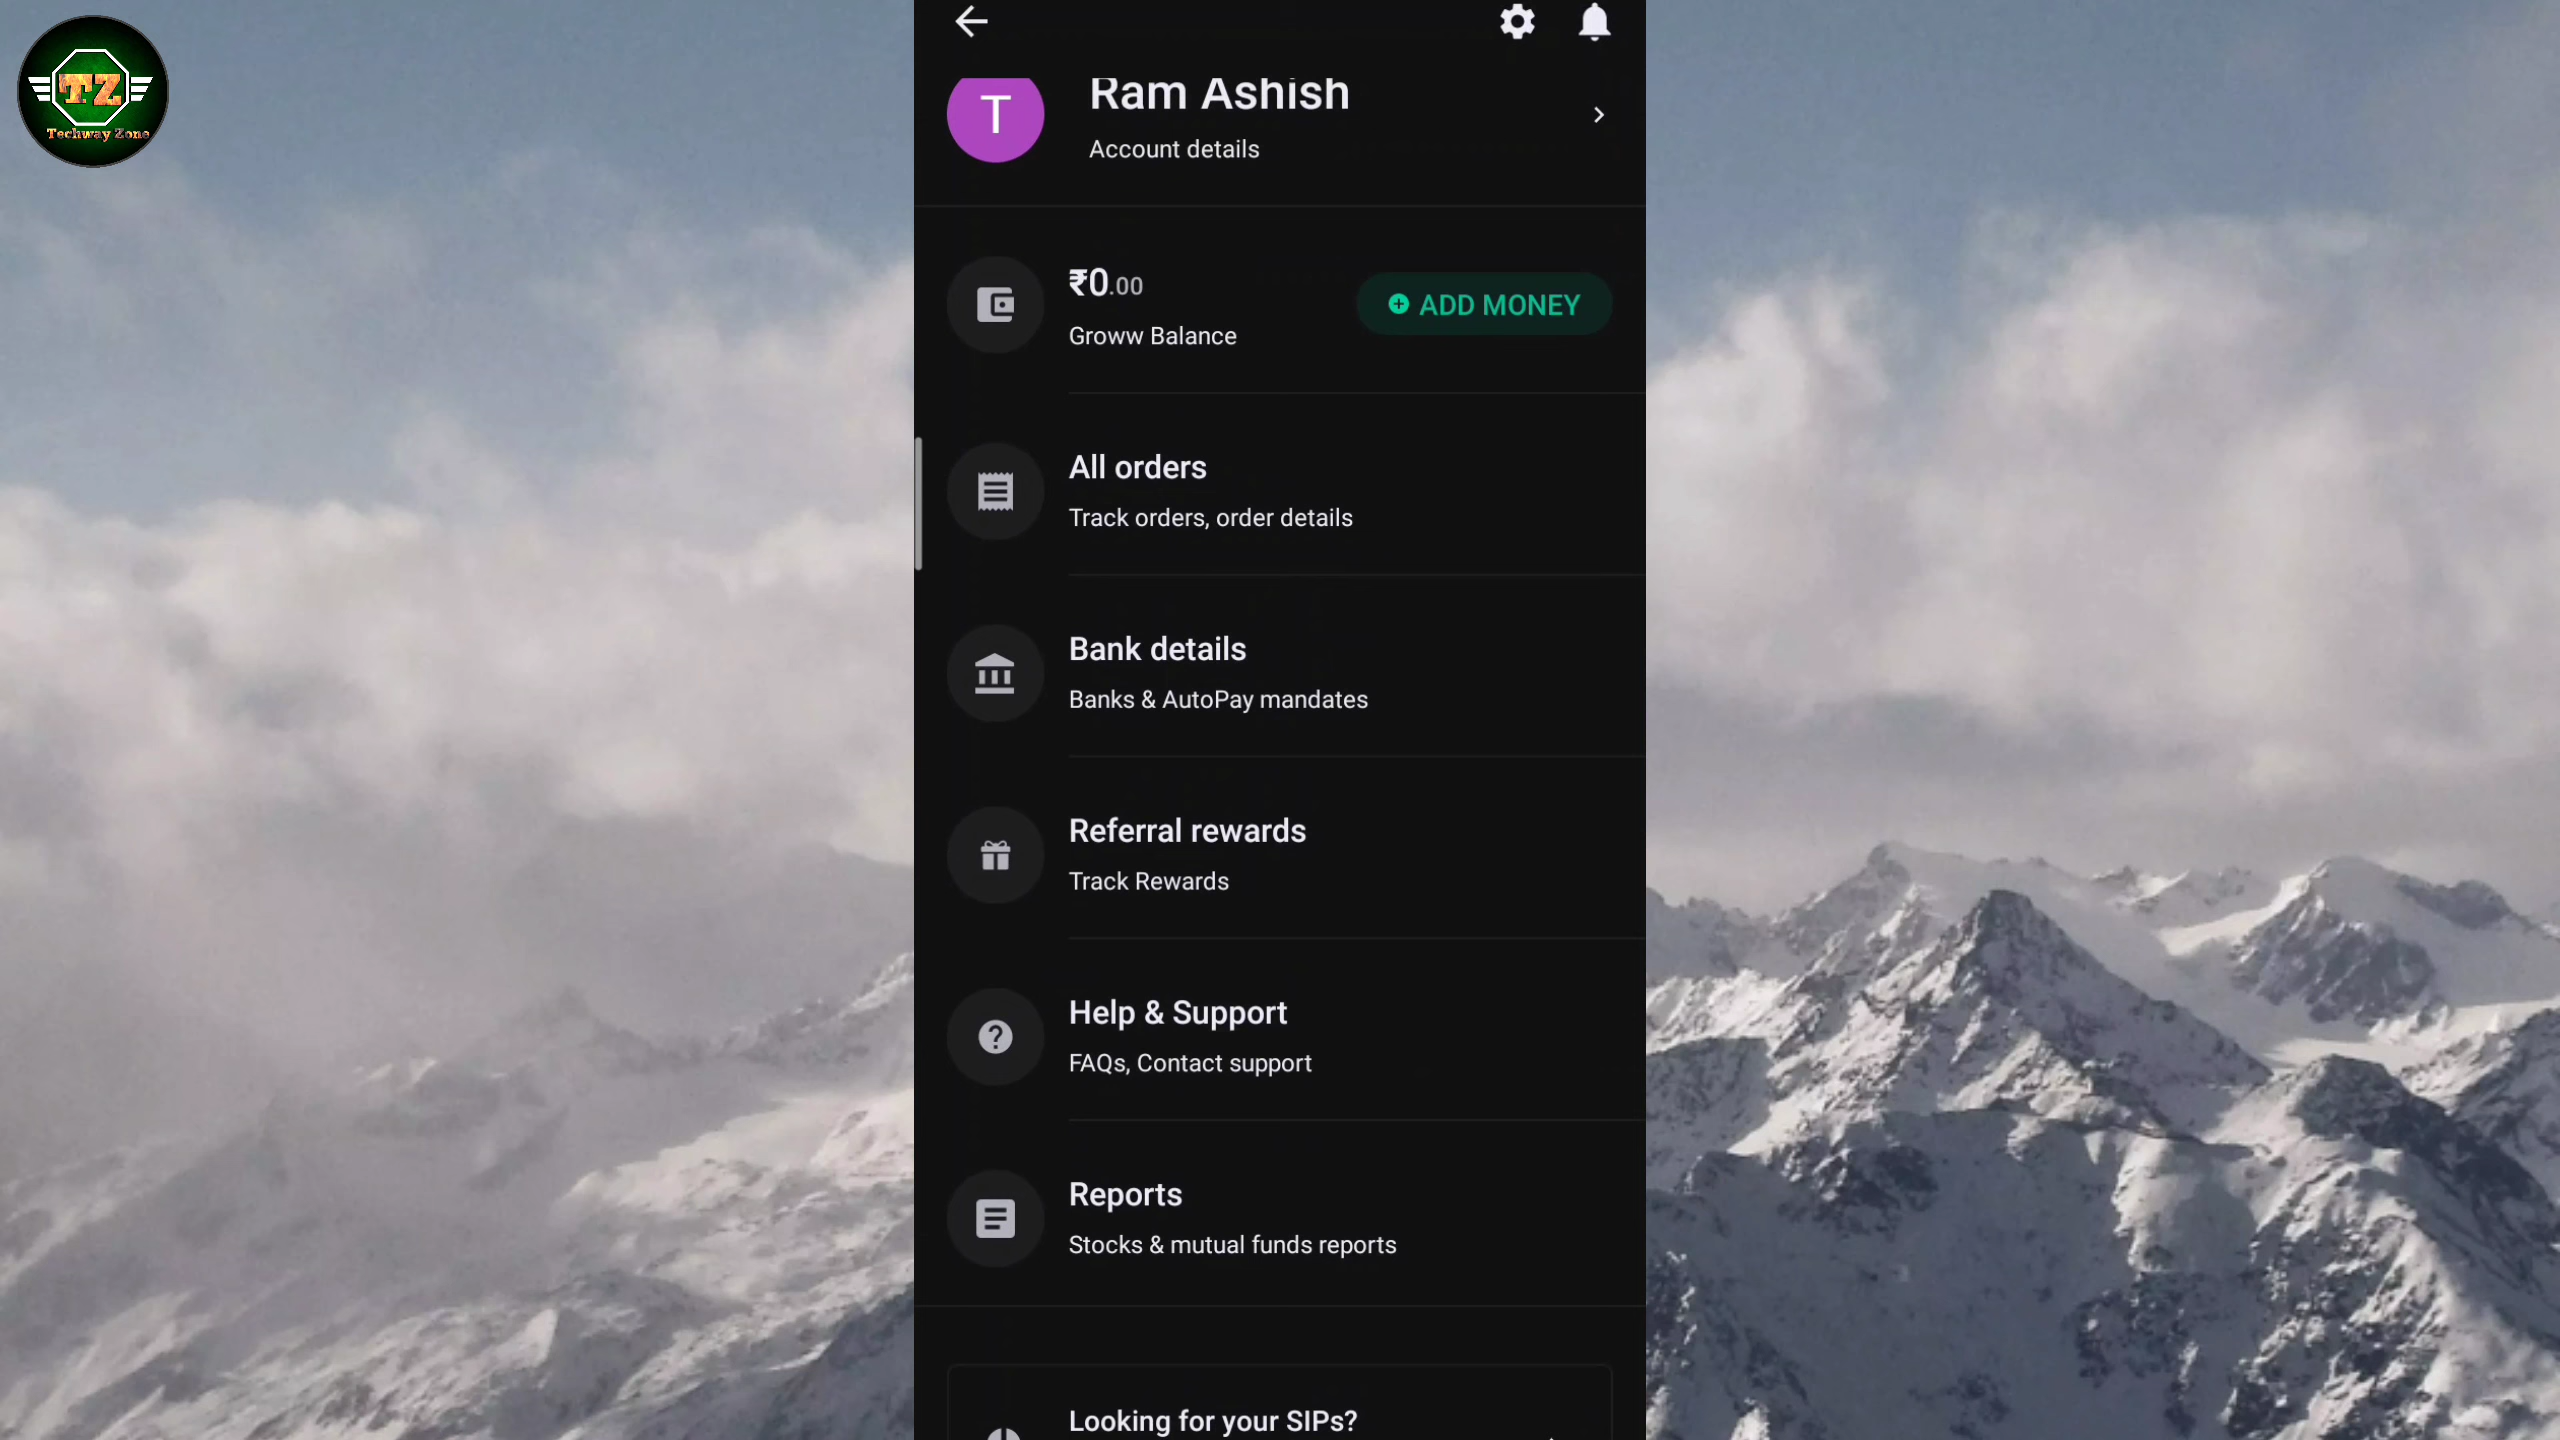 TZ
Techway Zone
T
Ram Ashish
Account details
₹0.00
Groww Balance
ADD MONEY
All orders
Track orders, order details
Bank details
Banks & AutoPay mandates
Referral rewards
Track Rewards
Help & Support
FAQs, Contact support
Reports
Stocks & mutual funds reports
Looking for your SIPs?